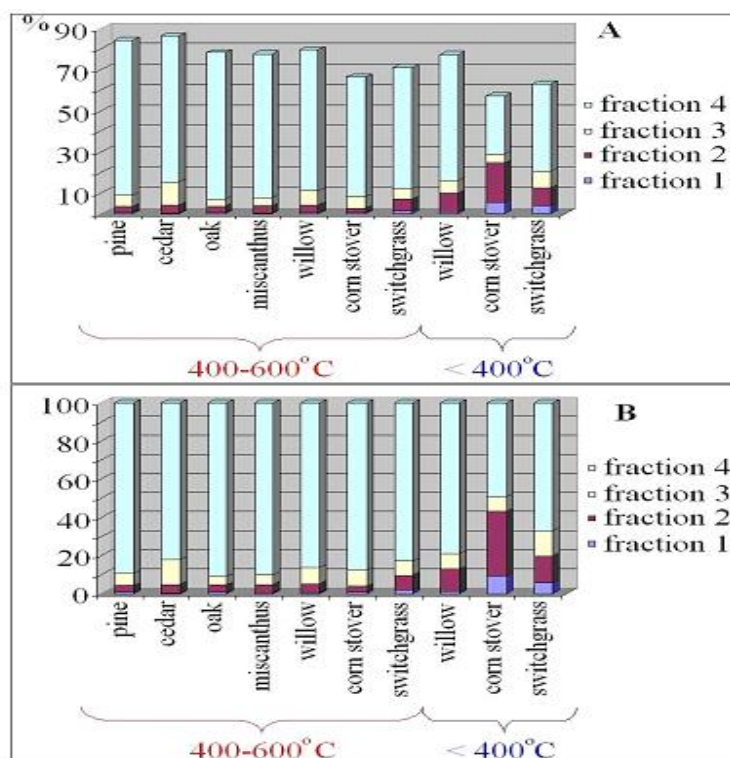 %
A
90
70
50
30
10
fraction 4
fraction 3
fraction 2
fraction 1
pine
cedar
oak
miscanthus
willow
corn stover
switchgrass
willow
corn stover
switchgrass
400-600°C
< 400°C
B
100
80
60
40
20
0
fraction 4
fraction 3
fraction 2
fraction 1
pine
cedar
oak
miscanthus
willow
corn stover
switchgrass
willow
corn stover
switchgrass
400-600°C
< 400°C